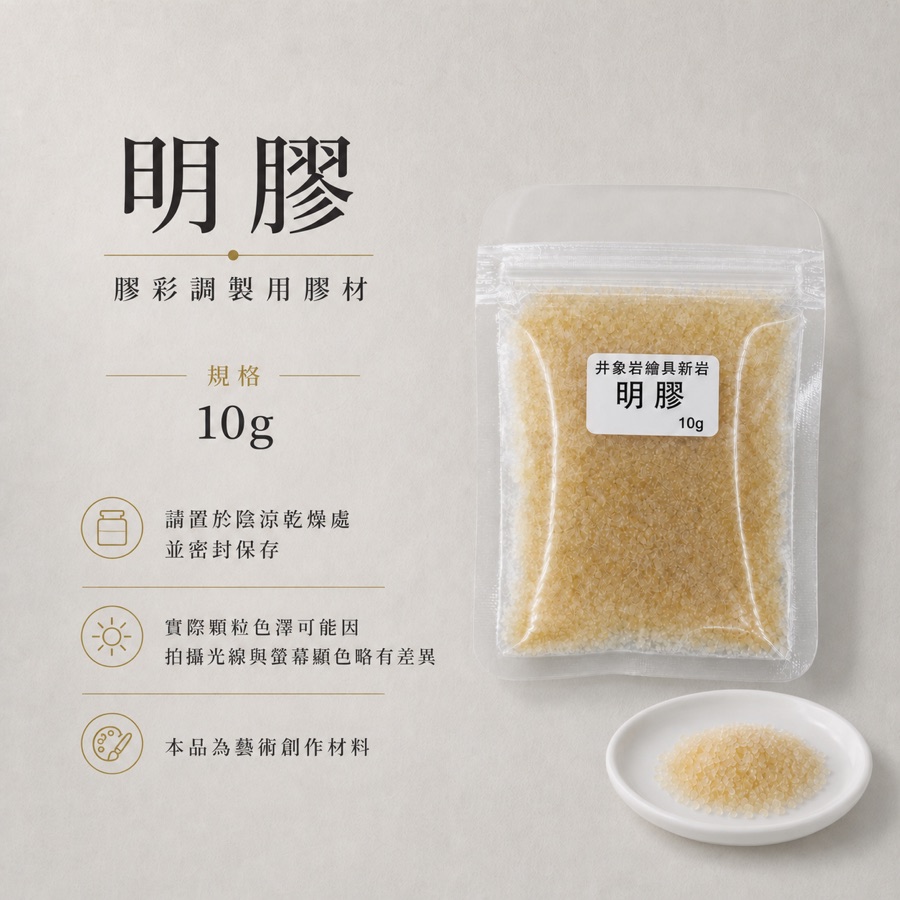 明膠
膠彩調製用膠材
規格
10g
請置於陰涼乾燥處
並密封保存
實際顆粒色澤可能因
拍攝光線與螢幕顯色略有差異
本品為藝術創作材料
井象岩繪具新岩
明膠
10g